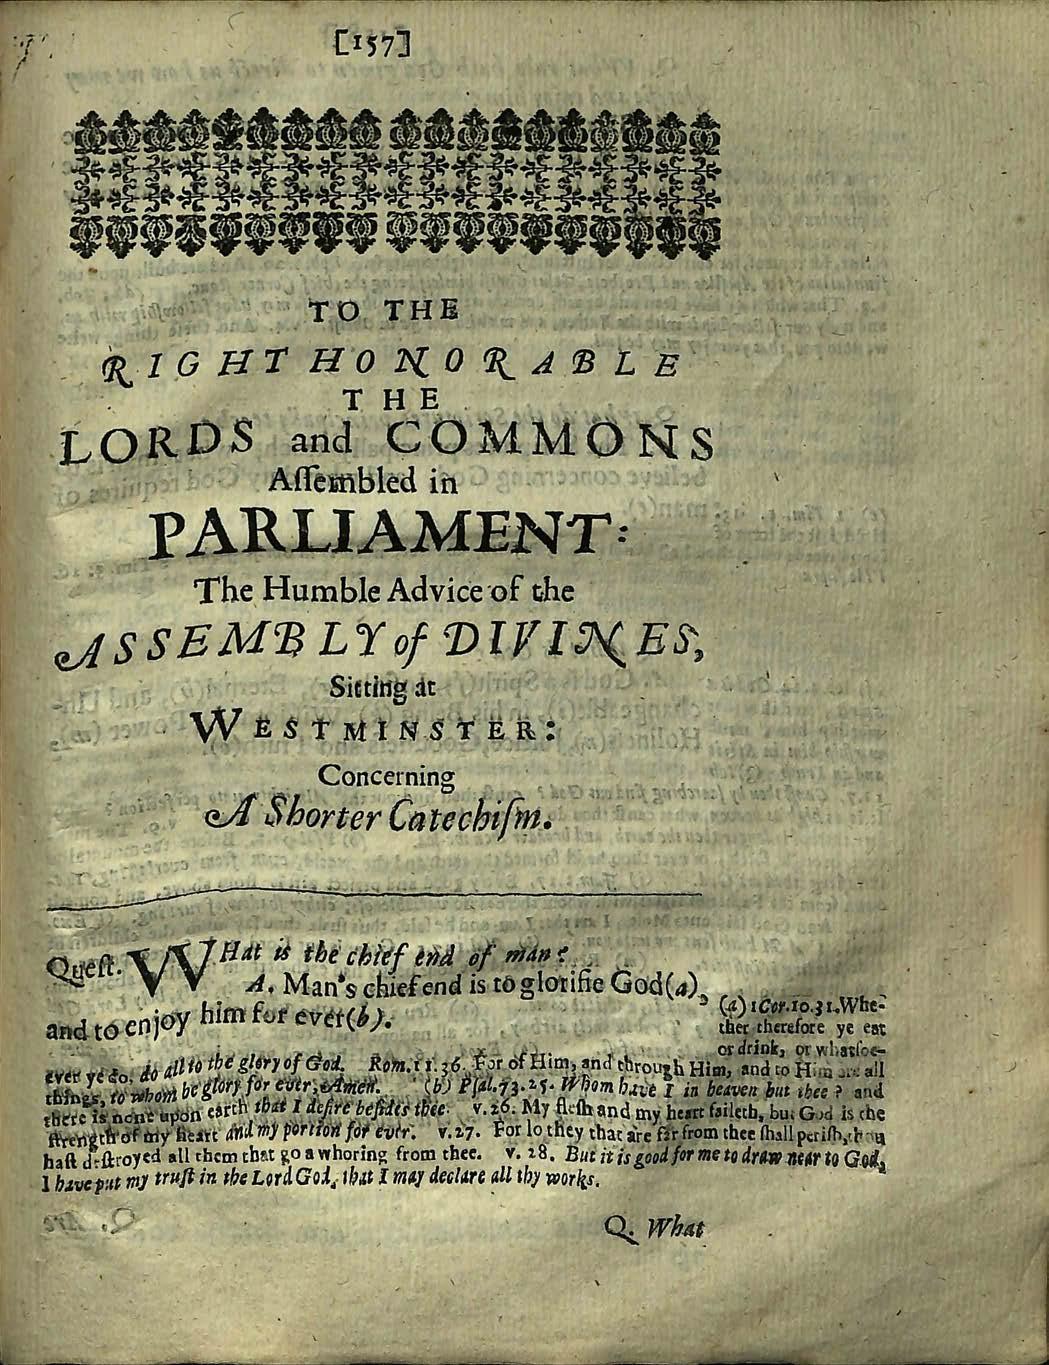 [157]
TO THE
RIGHT HONORABLE
THE
LORDS and COMMONS
Aſſembled in
PARLIAMENT:
The Humble Advice of the
ASSEMBLY of DIVINES,
Sitting at
WESTMINSTER:
Concerning
A Shorter Catechiſm.
Queſt. WHat is the chief end of man?
A. Man's chief end is to glorifie God(a),
and to enjoy him for ever(b).
(a) 1 Cor. 10. 31. Whe-
ther therefore ye eat
or drink, or whatſoe-
ever ye do, do all to the glory of God. Rom. 11. 36. For of Him, and through Him, and to Him are all
things, to whom be glory for ever, Amen. (b) Pſal. 73. 25. Whom have I in heaven but thee? and
there is none upon earth that I deſire beſides thee. v. 26. My fleſh and my heart faileth, but God is the
ſtrength of my heart and my portion for ever. v. 27. For lo they that are far from thee ſhall periſh, thou
haſt deſtroyed all them that go a whoring from thee. v. 28. But it is good for me to draw near to God,
I have put my truſt in the Lord God, that I may declare all thy works.
Q. What